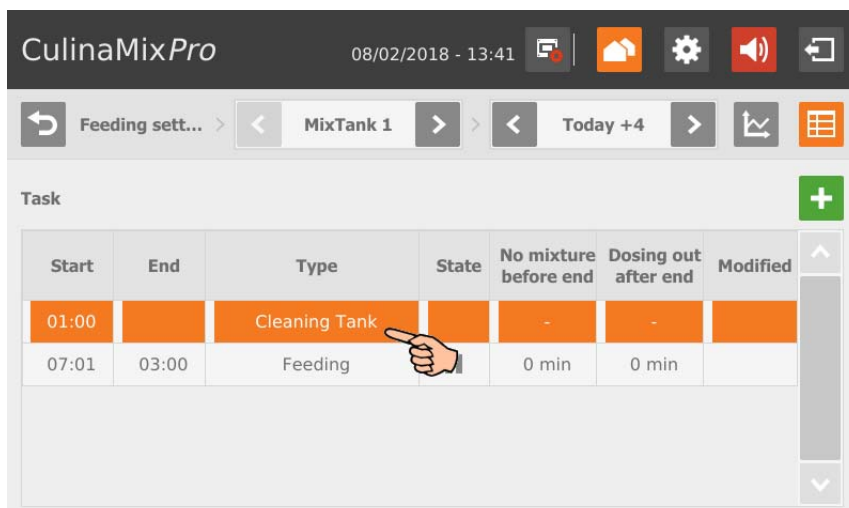 CulinaMixPro 08/02/2018 - 13:41
Feeding sett... > < MixTank 1 > > < Today +4 >
Task
Start End Type State No mixture before end Dosing out after end Modified
01:00 Cleaning Tank - -
07:01 03:00 Feeding 0 min 0 min